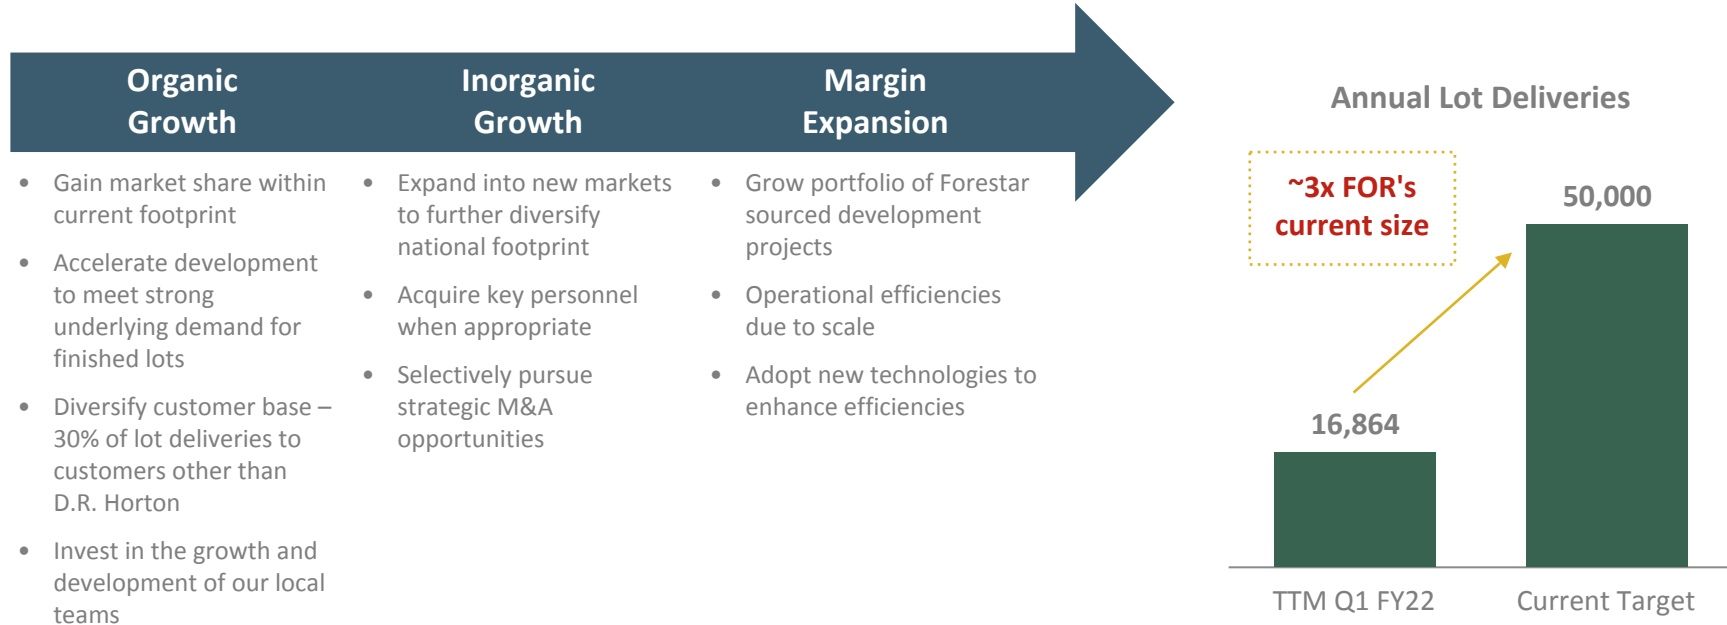 Organic
Growth
Inorganic
Growth
Margin
Expansion
• Gain market share within
current footprint
• Accelerate development
to meet strong
underlying demand for
finished lots
• Diversify customer base –
30% of lot deliveries to
customers other than
D.R. Horton
• Invest in the growth and
development of our local
teams
• Expand into new markets
to further diversify
national footprint
• Acquire key personnel
when appropriate
• Selectively pursue
strategic M&A
opportunities
• Grow portfolio of Forestar
sourced development
projects
• Operational efficiencies
due to scale
• Adopt new technologies to
enhance efficiencies
Annual Lot Deliveries
~3x FOR's
current size
50,000
16,864
TTM Q1 FY22
Current Target